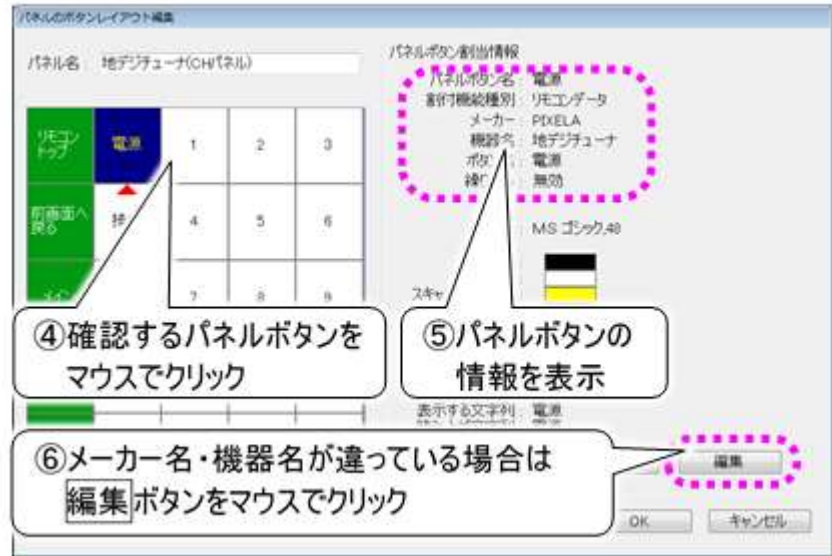 パネルのボタンレイアウト編集
パネル名: 地デジチューナ(CHパネル)
パネルボタン割当情報
パネルボタン名: 電源
割付機能種別: リモコンデータ
メーカー: PIXELA
機器名: 地デジチューナ
電源
無効
リモコン
トップ
電源
1
2
3
前画面へ
戻る
4
5
6
MS ゴシック,48
7
8
9
スキャ
④確認するパネルボタンを
マウスでクリック
⑤パネルボタンの
情報を表示
表示する文字列: 電源
⑥メーカー名・機器名が違っている場合は
編集ボタンをマウスでクリック
編集
OK
キャンセル